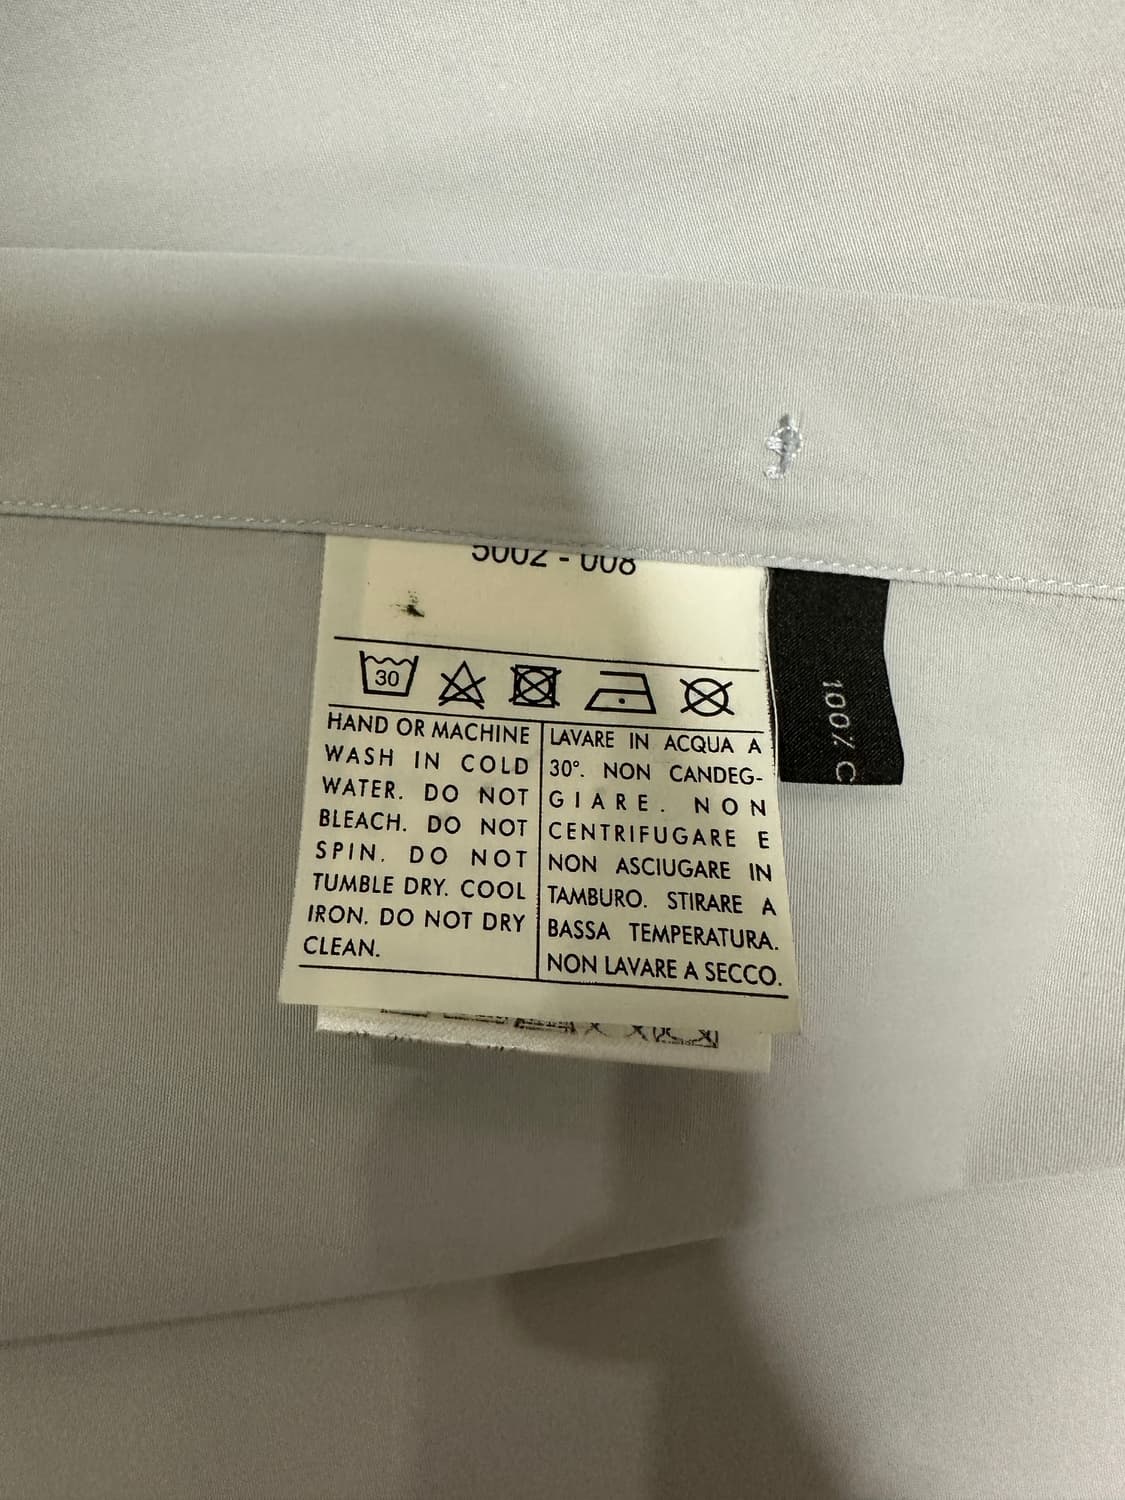 5002 - 008
30
HAND OR MACHINE
WASH IN COLD
WATER. DO NOT
BLEACH. DO NOT
SPIN. DO NOT
TUMBLE DRY. COOL
IRON. DO NOT DRY
CLEAN.
LAVARE IN ACQUA A
30°. NON CANDEG-
GIARE. NON
CENTRIFUGARE E
NON ASCIUGARE IN
TAMBURO. STIRARE A
BASSA TEMPERATURA.
NON LAVARE A SECCO.
100% C